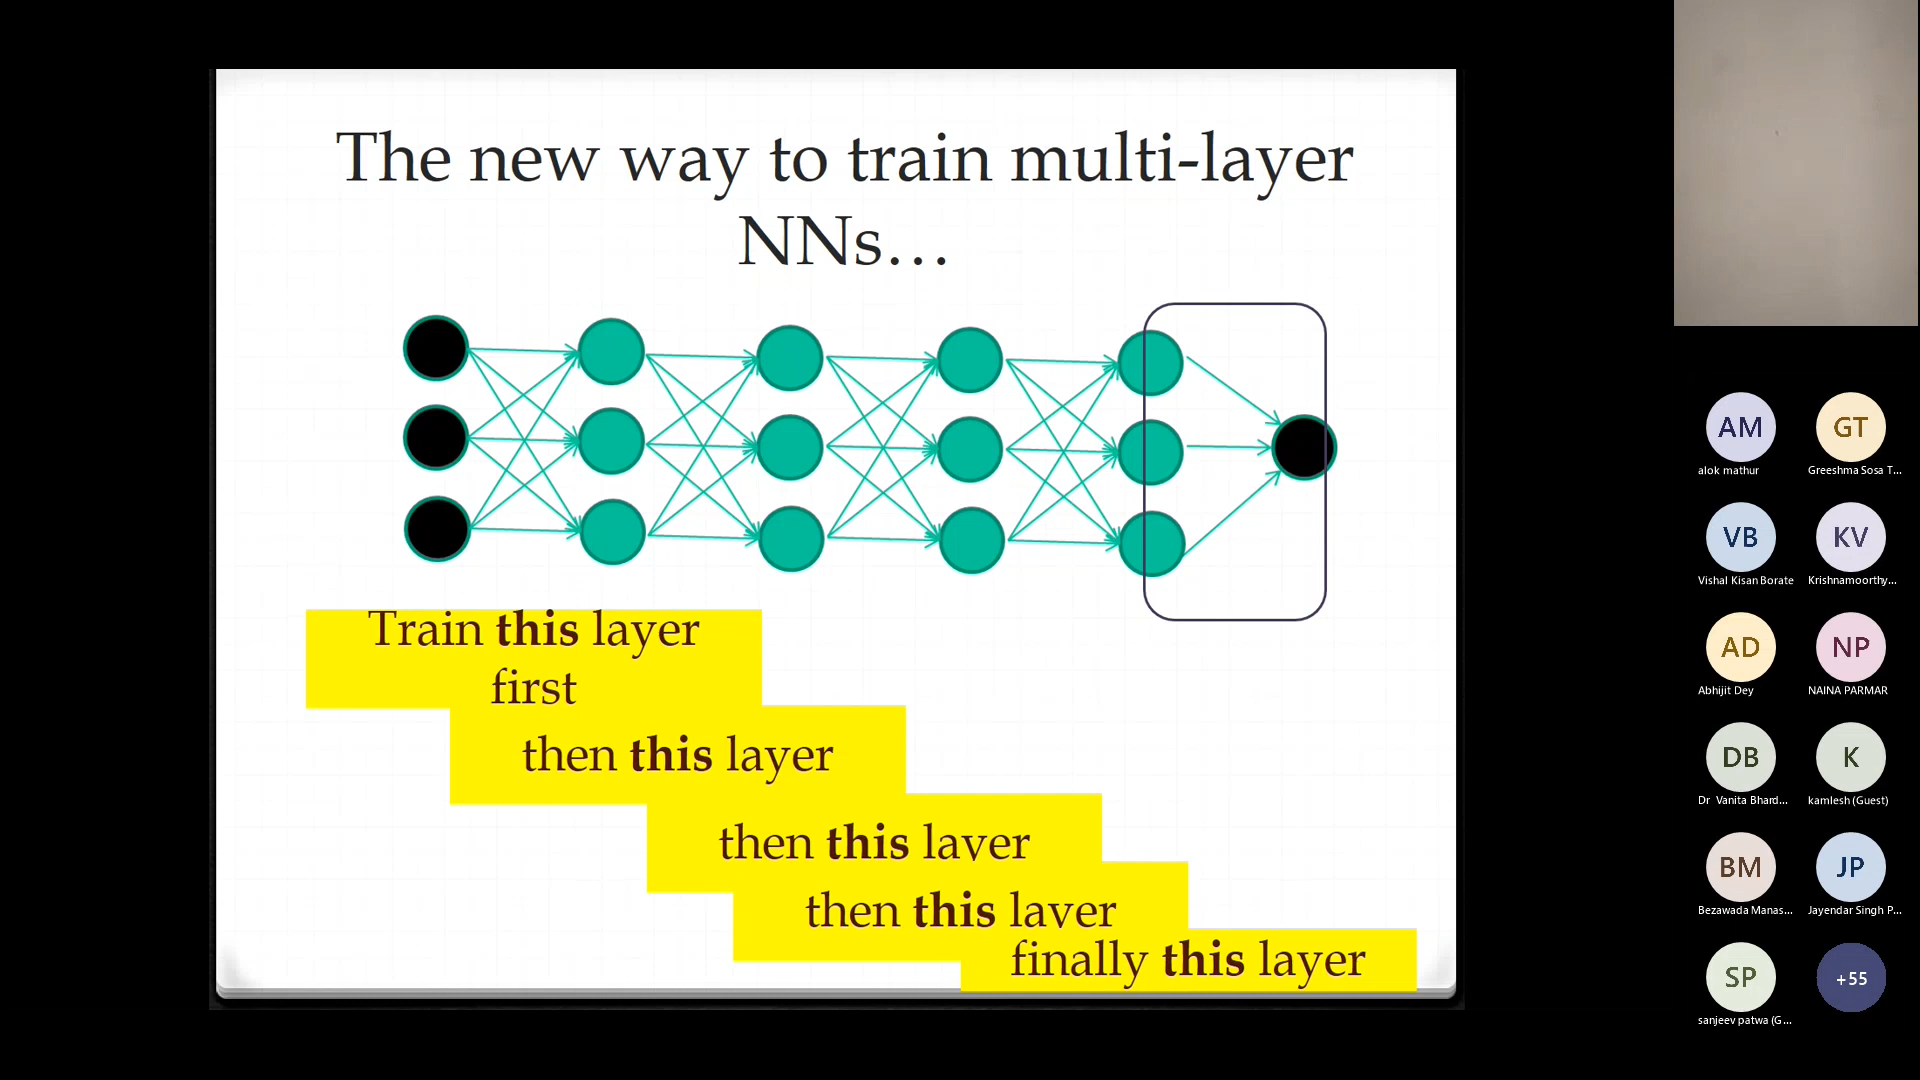 The new way to train multi-layer
NNs...
Train this layer
first
then this layer
then this layer
then this layer
finally this layer
AM
GT
alok mathur
Greeshma Sosa T...
VB
KV
Vishal Kisan Borate
Krishnamoorthy...
AD
NP
Abhijit Dey
NAINA PARMAR
DB
K
Dr Vanita Bhard...
kamlesh (Guest)
BM
JP
Bezawada Manas...
Jayendar Singh P...
SP
+55
sanjeev patwa (G...